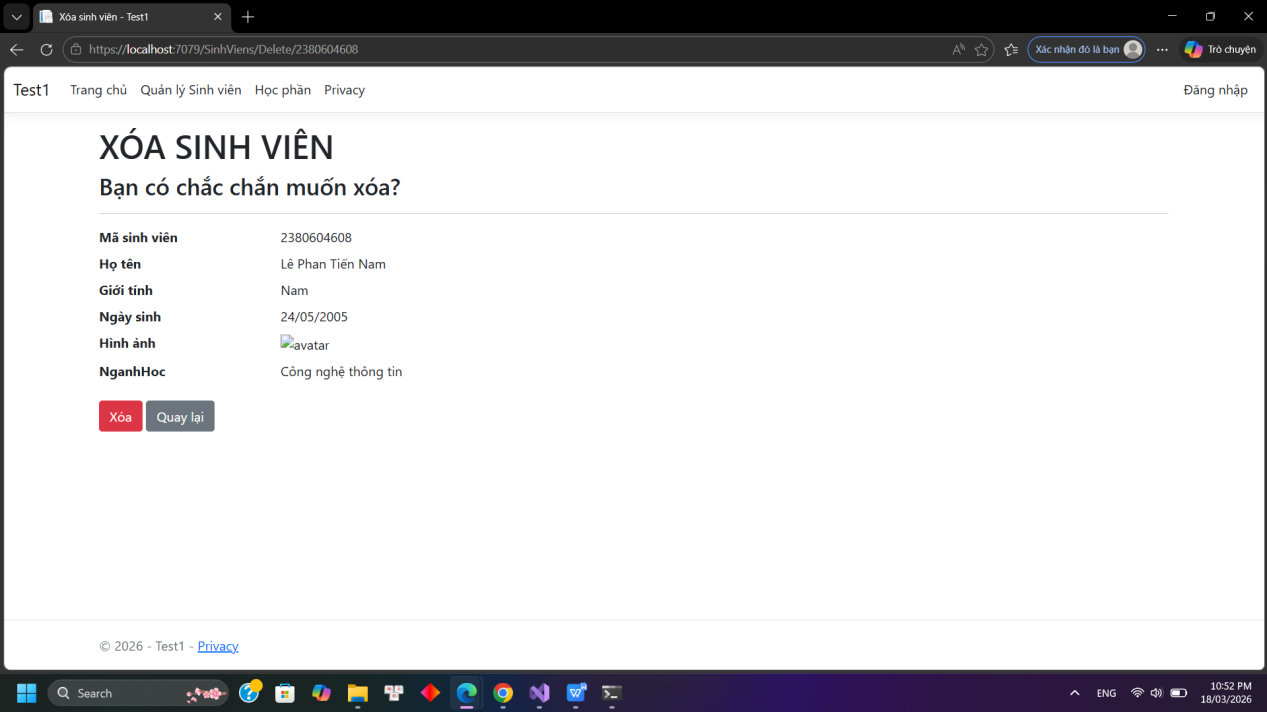 Xóa sinh viên - Test1
https://localhost:7079/SinhViens/Delete/2380604608
Xác nhận đó là bạn
Trò chuyện
Test1 Trang chủ Quản lý Sinh viên Học phần Privacy Đăng nhập
XÓA SINH VIÊN
Bạn có chắc chắn muốn xóa?
Mã sinh viên 2380604608
Họ tên Lê Phan Tiến Nam
Giới tính Nam
Ngày sinh 24/05/2005
Hình ảnh avatar
NganhHoc Công nghệ thông tin
Xóa Quay lại
© 2026 - Test1 - Privacy
Search
ENG
10:52 PM
18/03/2026